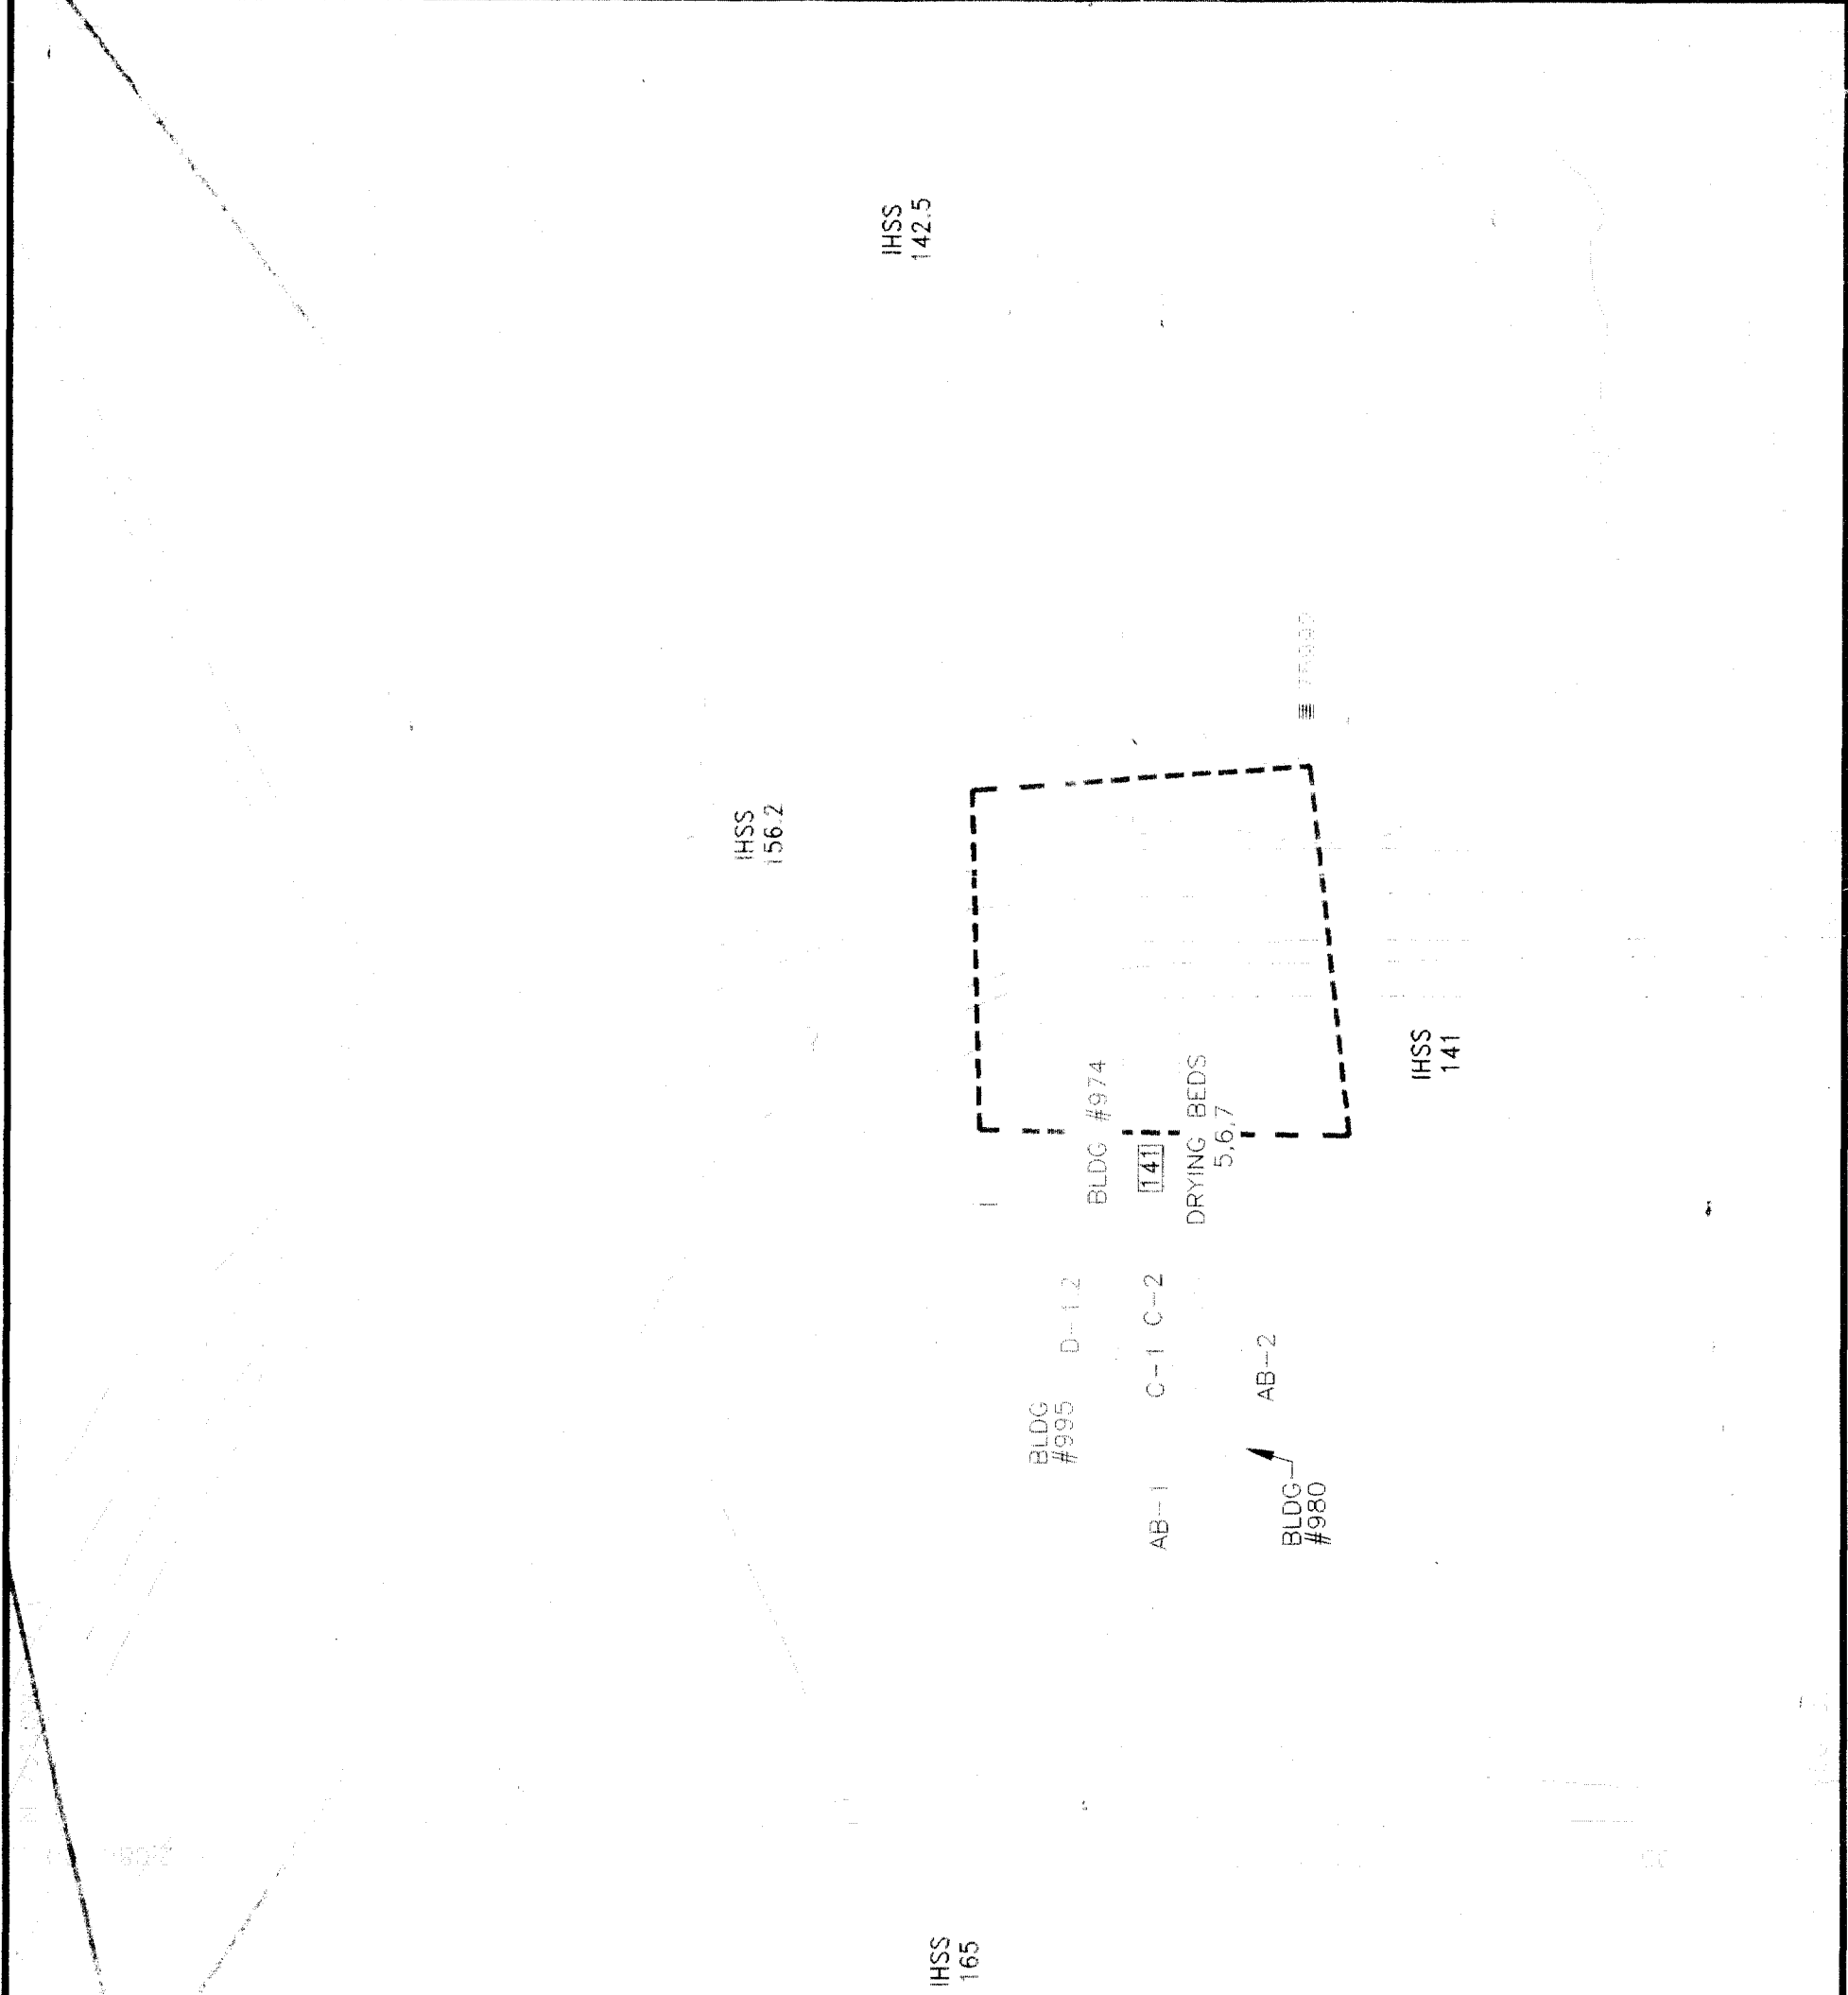 IHSS
165
BLDG
#995
D-1,2
AB-1
C-1 C-2
BLDG
#980
AB-2
BLDG #974
141
DRYING BEDS
5,6,7
IHSS
141
IHSS
156.2
IHSS
142.5